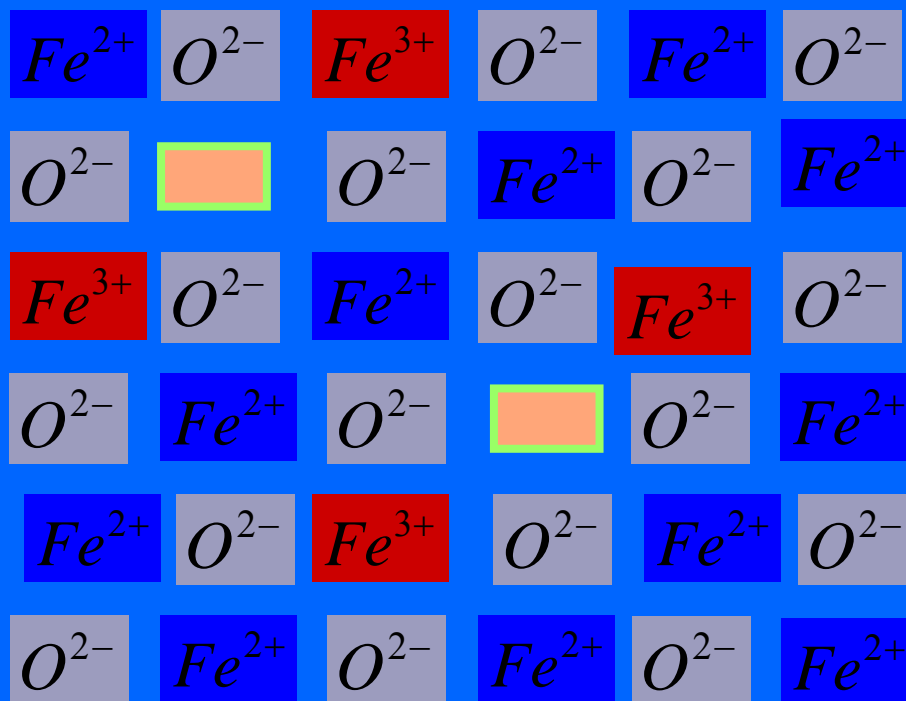 Fe²⁺ O²⁻ Fe³⁺ O²⁻ Fe²⁺ O²⁻
O²⁻ O²⁻ Fe²⁺ O²⁻ Fe²⁺
Fe³⁺ O²⁻ Fe²⁺ O²⁻ Fe³⁺ O²⁻
O²⁻ Fe²⁺ O²⁻ O²⁻ Fe²⁺
Fe²⁺ O²⁻ Fe³⁺ O²⁻ Fe²⁺ O²⁻
O²⁻ Fe²⁺ O²⁻ Fe²⁺ O²⁻ Fe²⁺